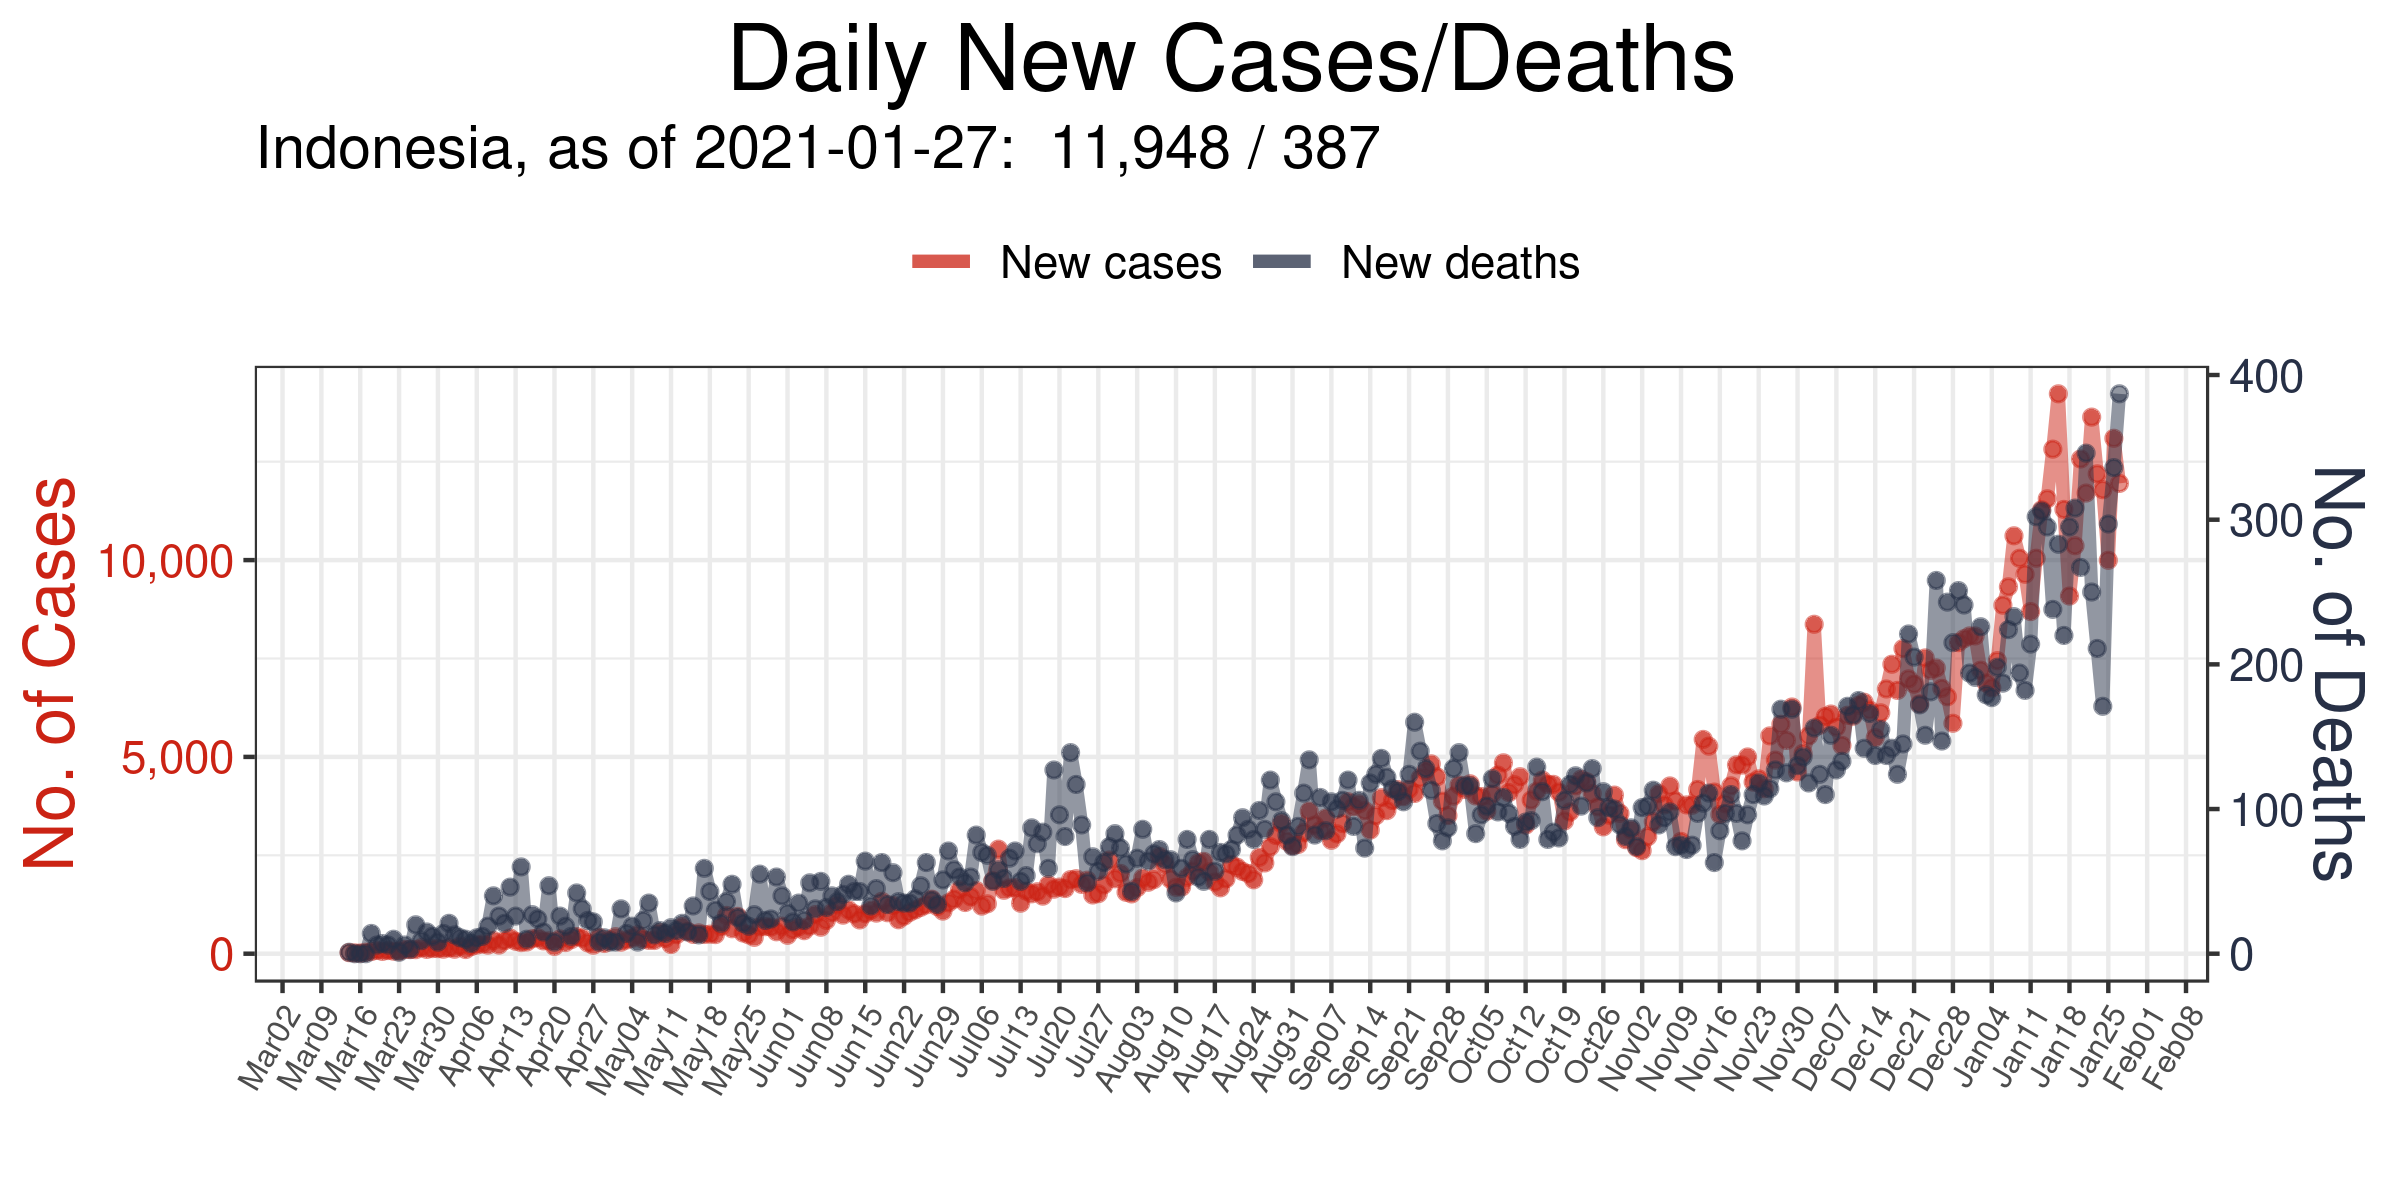 Daily New Cases/Deaths
Indonesia, as of 2021-01-27:  11,948 / 387
New cases
New deaths
No. of Cases
10,000
5,000
0
400
300
200
100
0
No. of Deaths
Mar02
Mar09
Mar16
Mar23
Mar30
Apr06
Apr13
Apr20
Apr27
May04
May11
May18
May25
Jun01
Jun08
Jun15
Jun22
Jun29
Jul06
Jul13
Jul20
Jul27
Aug03
Aug10
Aug17
Aug24
Aug31
Sep07
Sep14
Sep21
Sep28
Oct05
Oct12
Oct19
Oct26
Nov02
Nov09
Nov16
Nov23
Nov30
Nov07
Dec07
Dec14
Dec21
Dec28
Dec04
Jan11
Jan18
Jan25
Feb01
Feb08